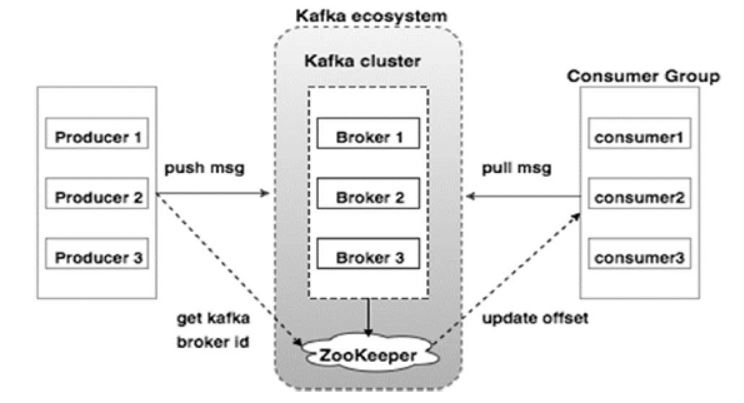 Kafka ecosystem
Kafka cluster
Consumer Group
Producer 1
Broker 1
consumer1
push msg
pull msg
Producer 2
Broker 2
consumer2
Producer 3
Broker 3
consumer3
get kafka
broker id
update offset
ZooKeeper